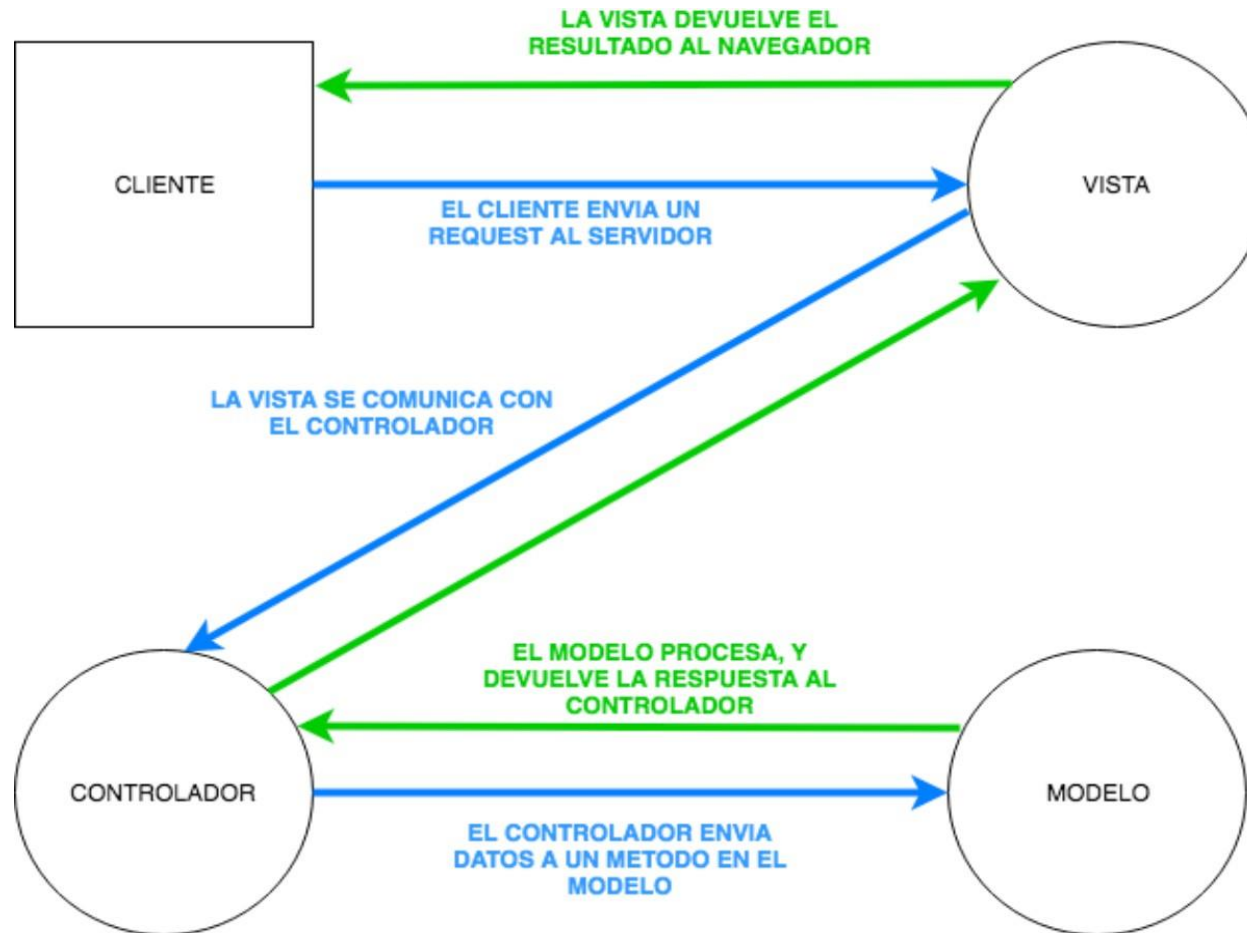 LA VISTA DEVUELVE EL
RESULTADO AL NAVEGADOR
CLIENTE
VISTA
EL CLIENTE ENVIA UN
REQUEST AL SERVIDOR
LA VISTA SE COMUNICA CON
EL CONTROLADOR
EL MODELO PROCESA, Y
DEVUELVE LA RESPUESTA AL
CONTROLADOR
CONTROLADOR
MODELO
EL CONTROLADOR ENVIA
DATOS A UN METODO EN EL
MODELO